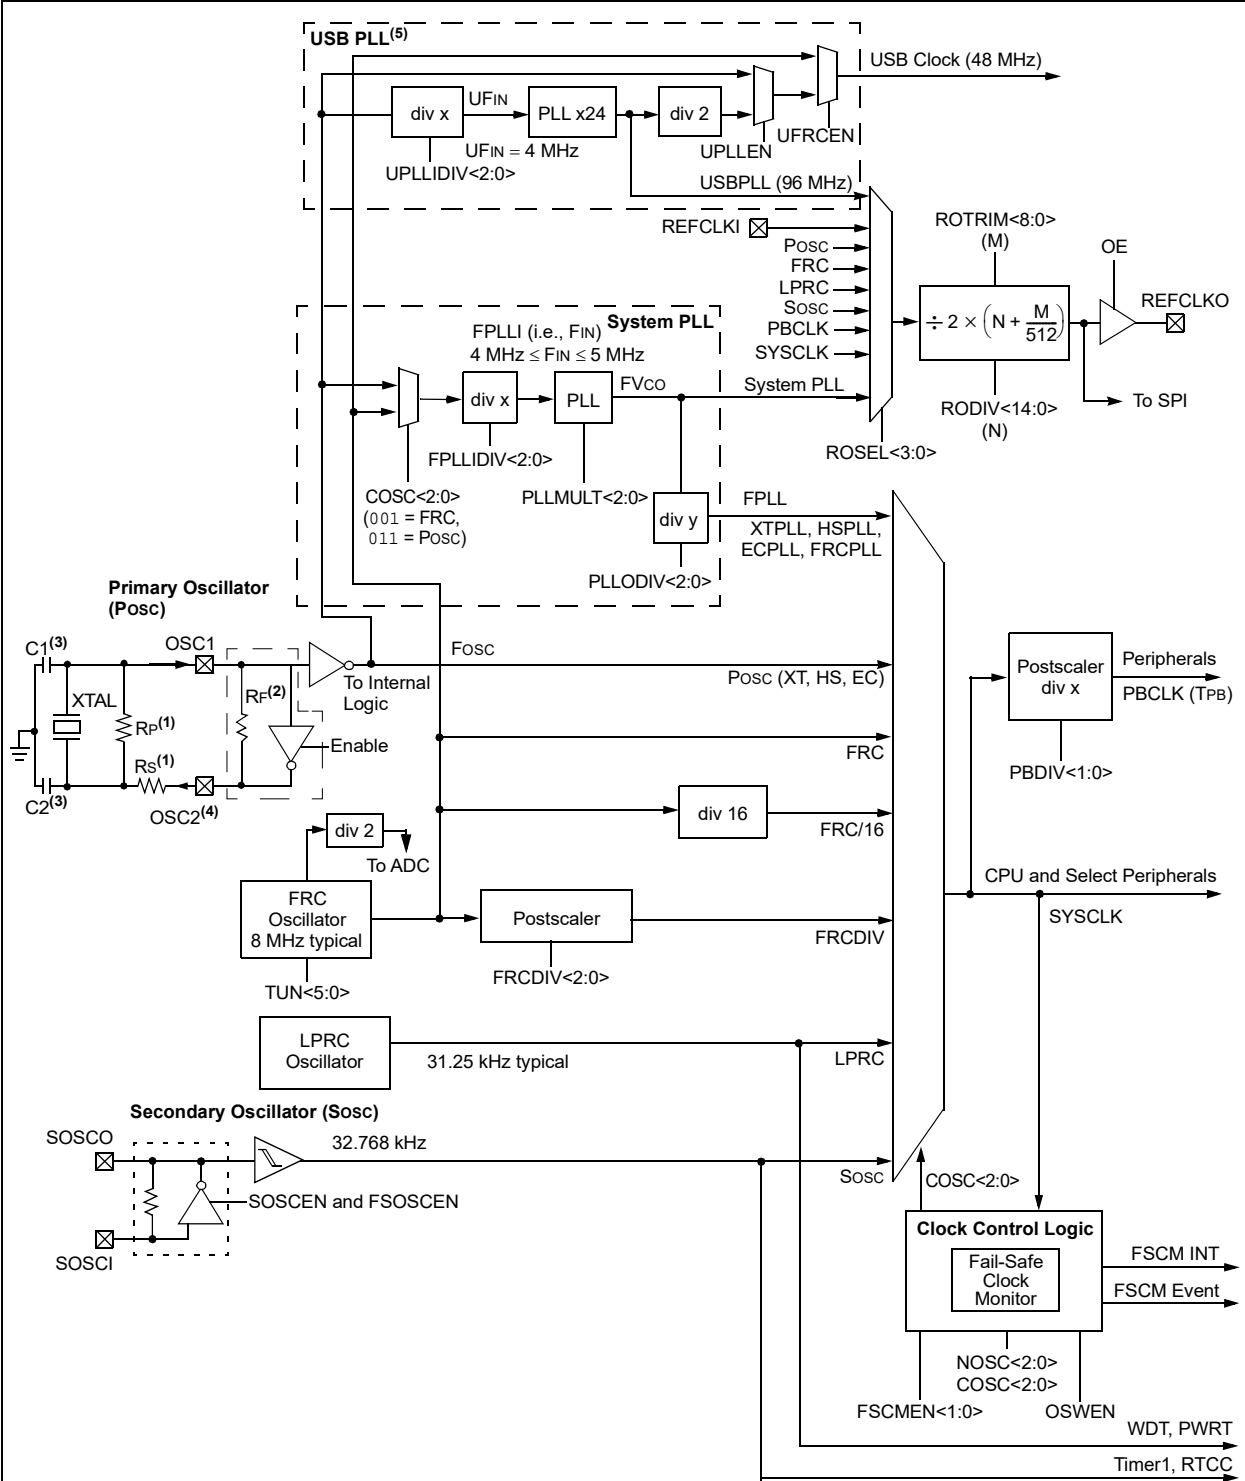 USB PLL(5)
USB Clock (48 MHz)
UFIN
div x
PLL x24
div 2
UFIN = 4 MHz
UPLLEN
UFRCEN
UPLLIDIV<2:0>
USBPLL (96 MHz)
REFCLKI
POSC
FRC
LPRC
SOSC
PBCLK
SYSCLK
ROTRIM<8:0>
(M)
OE
REFCLKO
÷ 2 × (N + M/512)
To SPI
RODIV<14:0>
(N)
ROSEL<3:0>
System PLL
FPLLI (i.e., FIN)
4 MHz ≤ FIN ≤ 5 MHz
FVCO
System PLL
div x
PLL
FPLLIDIV<2:0>
COSC<2:0>
(001 = FRC,
011 = POSC)
PLLMULT<2:0>
div y
FPLL
XTPLL, HSPLL,
ECPLL, FRCPLL
PLLODIV<2:0>
Primary Oscillator
(POSC)
C1(3)
OSC1
FOSC
XTAL
RF(2)
To Internal
Logic
POSC (XT, HS, EC)
RP(1)
Enable
RS(1)
C2(3)
OSC2(4)
Postscaler
div x
Peripherals
PBCLK (TPB)
PBDIV<1:0>
FRC
div 16
FRC/16
div 2
To ADC
FRC
Oscillator
8 MHz typical
Postscaler
FRCDIV
CPU and Select Peripherals
SYSCLK
TUN<5:0>
FRCDIV<2:0>
LPRC
Oscillator
31.25 kHz typical
LPRC
Secondary Oscillator (SOSC)
SOSCO
32.768 kHz
SOSC
COSC<2:0>
SOSCEN and FSOSCEN
SOSCI
Clock Control Logic
Fail-Safe
Clock
Monitor
FSCM INT
FSCM Event
NOSC<2:0>
COSC<2:0>
FSCMEN<1:0>
OSWEN
WDT, PWRT
Timer1, RTCC